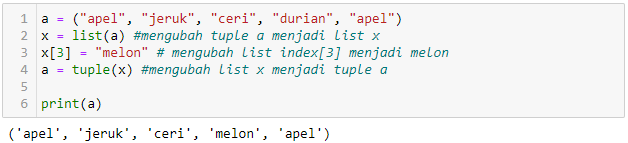 1 a = ("apel", "jeruk", "ceri", "durian", "apel")
2 x = list(a) #mengubah tuple a menjadi list x
3 x[3] = "melon" # mengubah list index[3] menjadi melon
4 a = tuple(x) #mengubah list x menjadi tuple a
5
6 print(a)
('apel', 'jeruk', 'ceri', 'melon', 'apel')